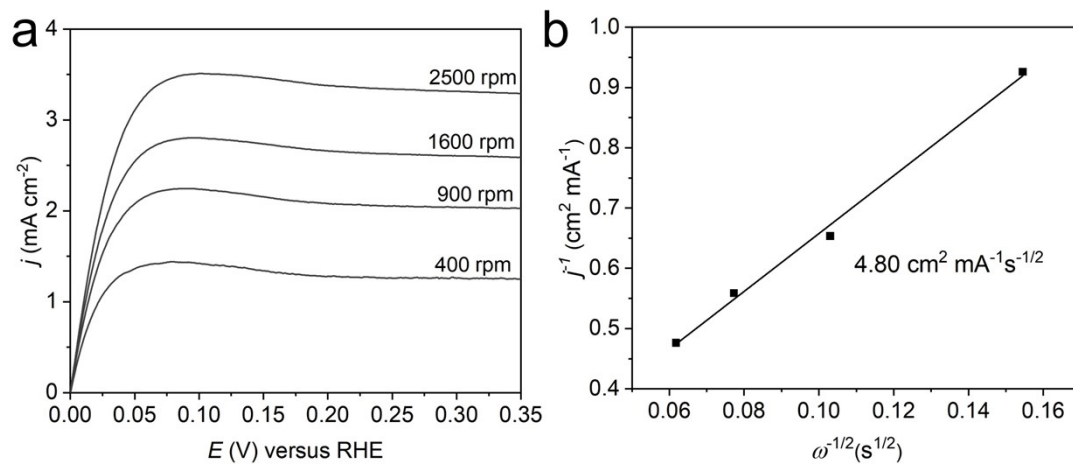 a
4
3
2
1
0
2500 rpm
1600 rpm
900 rpm
400 rpm
0.00 0.05 0.10 0.15 0.20 0.25 0.30 0.35
E (V) versus RHE
j (mA cm⁻²)
b
1.0
0.9
0.8
0.7
0.6
0.5
0.4
4.80 cm² mA⁻¹s⁻¹/²
0.06 0.08 0.10 0.12 0.14 0.16
ω⁻¹/²(s¹/²)
j⁻¹ (cm² mA⁻¹)